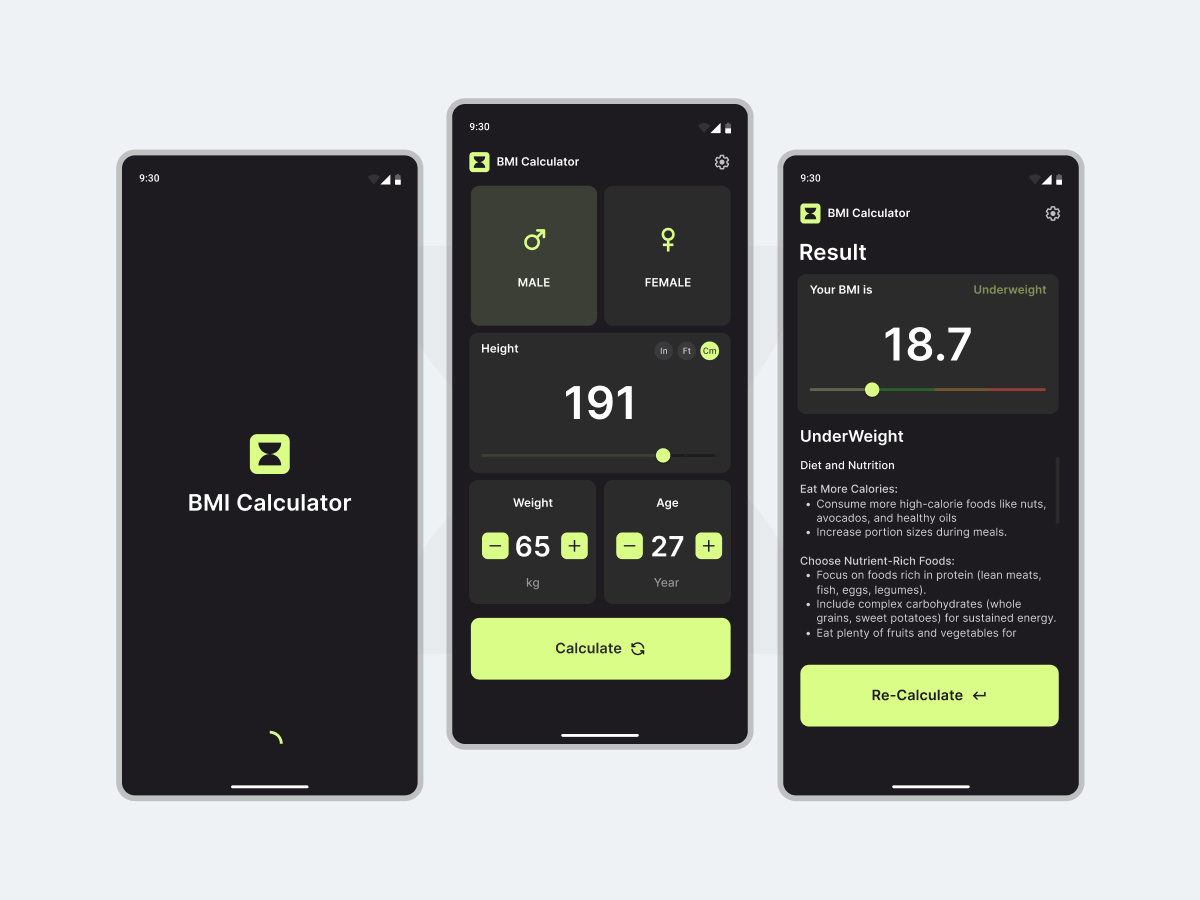 9:30
BMI Calculator
9:30
BMI Calculator
MALE
FEMALE
Height
In
Ft
Cm
191
Weight
65
kg
Age
27
Year
Calculate
9:30
BMI Calculator
Result
Your BMI is
Underweight
18.7
UnderWeight
Diet and Nutrition
Eat More Calories:
• Consume more high-calorie foods like nuts,
avocados, and healthy oils
• Increase portion sizes during meals.
Choose Nutrient-Rich Foods:
• Focus on foods rich in protein (lean meats,
fish, eggs, legumes).
• Include complex carbohydrates (whole
grains, sweet potatoes) for sustained energy.
• Eat plenty of fruits and vegetables for
Re-Calculate